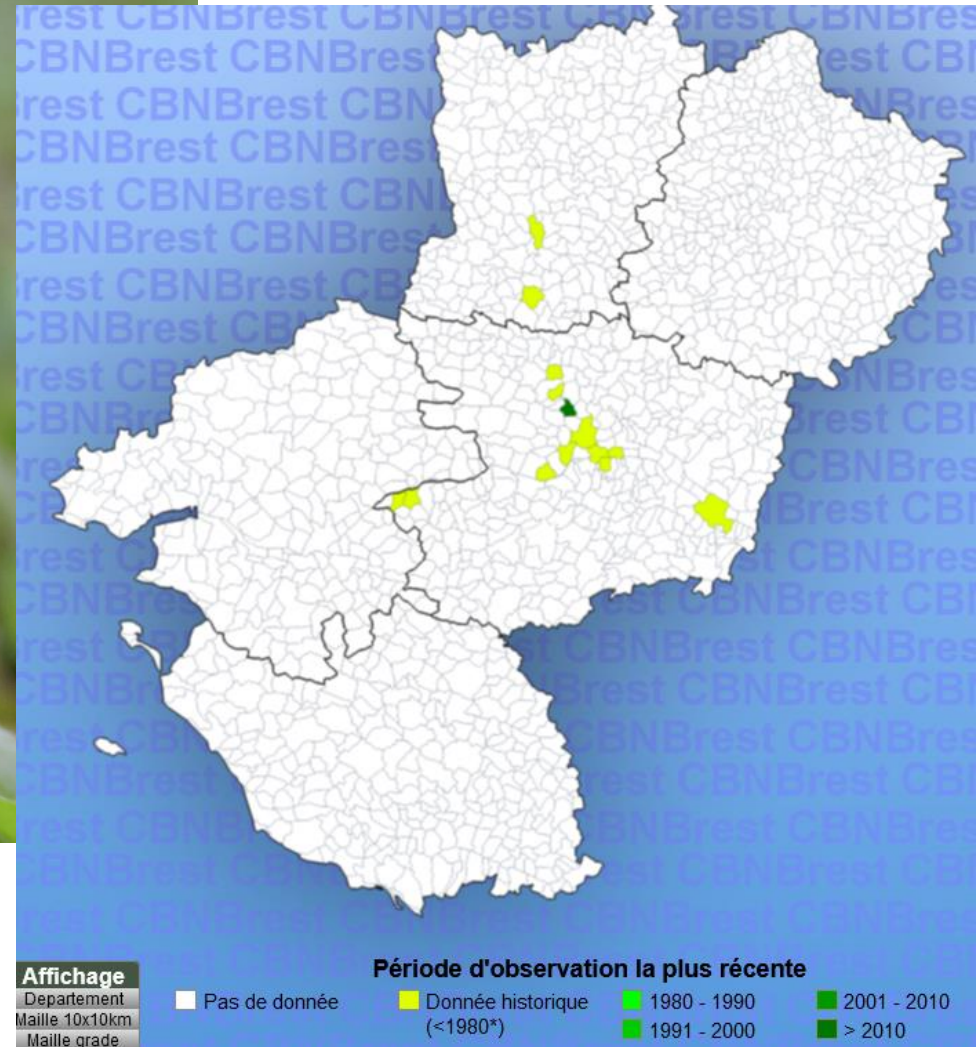 Période d'observation la plus récente
Affichage
Departement
Maille 10x10km
Maille grade
Pas de donnée
Donnée historique
(<1980*)
1980 - 1990
1991 - 2000
2001 - 2010
> 2010